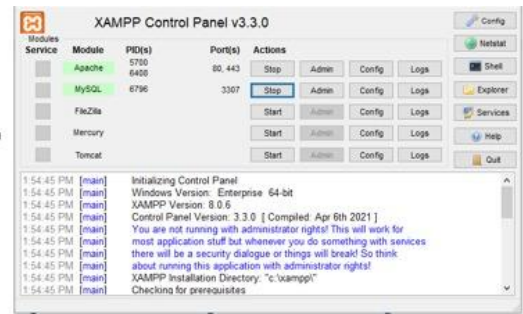 XAMPP Control Panel v3.3.0
Config
Modules
Service Module PID(s) Port(s) Actions
Netstat
Apache 5700 6400 80, 443 Stop Admin Config Logs
Shell
MySQL 6796 3307 Stop Admin Config Logs
Explorer
FileZilla Start Admin Config Logs
Services
Mercury Start Admin Config Logs
Help
Tomcat Start Admin Config Logs
Quit
1:54:45 PM [main] Initializing Control Panel
1:54:45 PM [main] Windows Version: Enterprise 64-bit
1:54:45 PM [main] XAMPP Version: 8.0.6
1:54:45 PM [main] Control Panel Version: 3.3.0 [ Compiled: Apr 6th 2021 ]
1:54:45 PM [main] You are not running with administrator rights! This will work for
1:54:45 PM [main] most application stuff but whenever you do something with services
1:54:45 PM [main] there will be a security dialogue or things will break! So think
1:54:45 PM [main] about running this application with administrator rights!
1:54:45 PM [main] XAMPP Installation Directory: "c:\xampp\"
1:54:45 PM [main] Checking for prerequisites